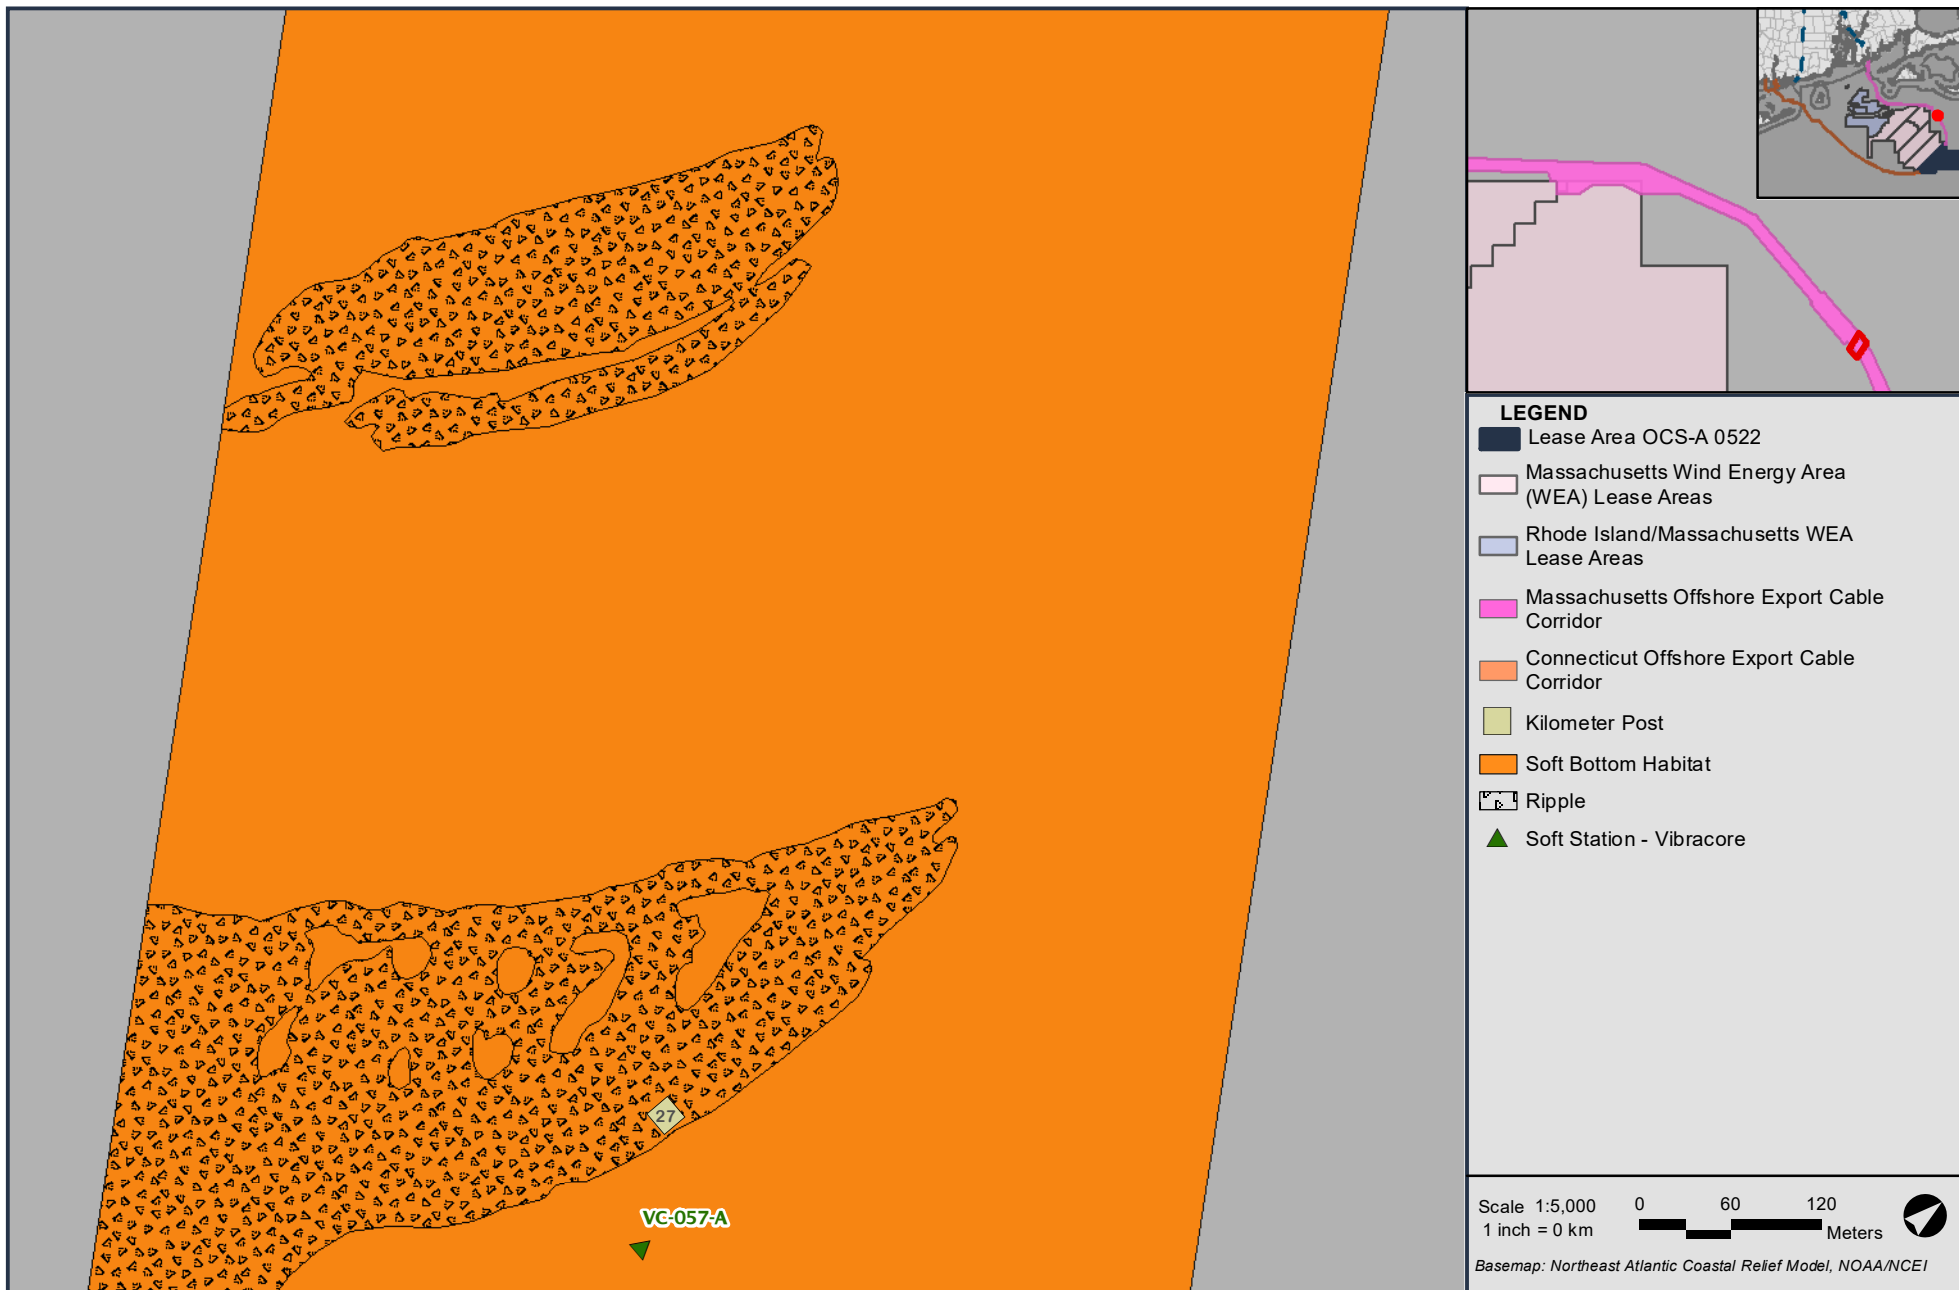 27
VC-057-A
LEGEND
Lease Area OCS-A 0522
Massachusetts Wind Energy Area
(WEA) Lease Areas
Rhode Island/Massachusetts WEA
Lease Areas
Massachusetts Offshore Export Cable
Corridor
Connecticut Offshore Export Cable
Corridor
Kilometer Post
Soft Bottom Habitat
Ripple
Soft Station - Vibracore
Scale 1:5,000
1 inch = 0 km
0 60 120
Meters
Basemap: Northeast Atlantic Coastal Relief Model, NOAA/NCEI